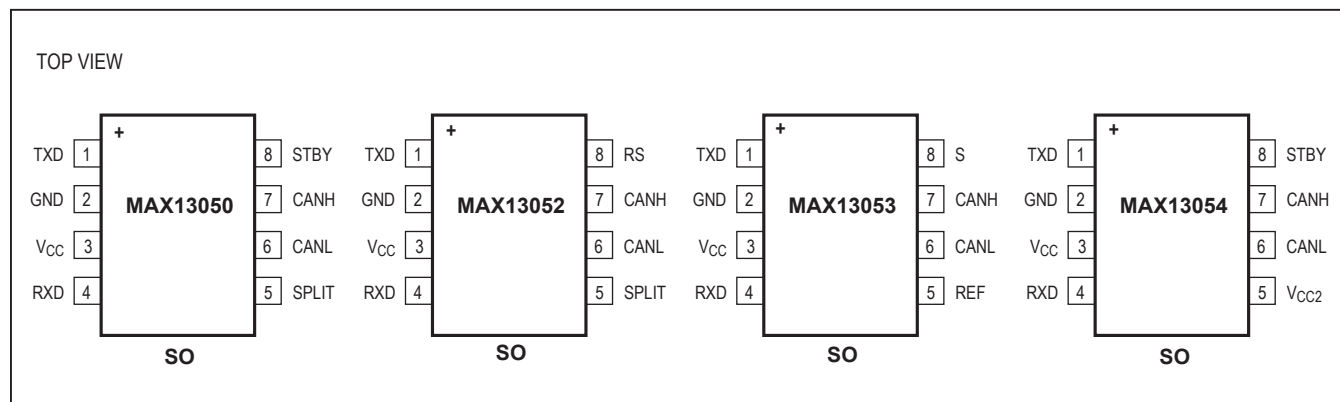 TOP VIEW
+ + + +
TXD 1 8 STBY TXD 1 8 RS TXD 1 8 S TXD 1 8 STBY
GND 2 MAX13050 7 CANH GND 2 MAX13052 7 CANH GND 2 MAX13053 7 CANH GND 2 MAX13054 7 CANH
VCC 3 6 CANL VCC 3 6 CANL VCC 3 6 CANL VCC 3 6 CANL
RXD 4 5 SPLIT RXD 4 5 SPLIT RXD 4 5 REF RXD 4 5 VCC2
SO SO SO SO